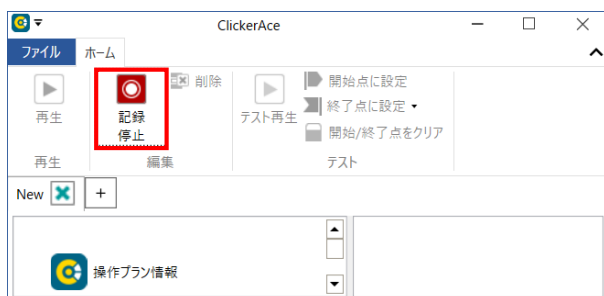 ClickerAce
ファイル ホーム
再生
記録
停止
削除
テスト再生
開始点に設定
終了点に設定
開始/終了点をクリア
再生 編集 テスト
New +
操作プラン情報